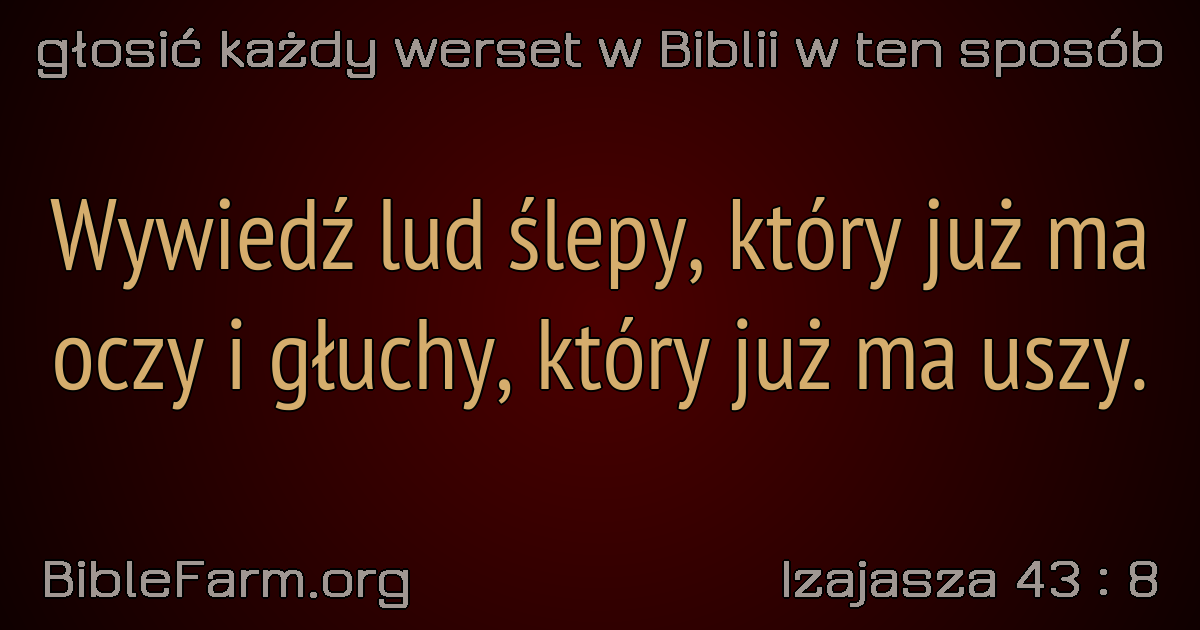 głosić każdy werset w Biblii w ten sposób
Wywiedź lud ślepy, który już ma
oczy i głuchy, który już ma uszy.
BibleFarm.org
Izajasza 43 : 8